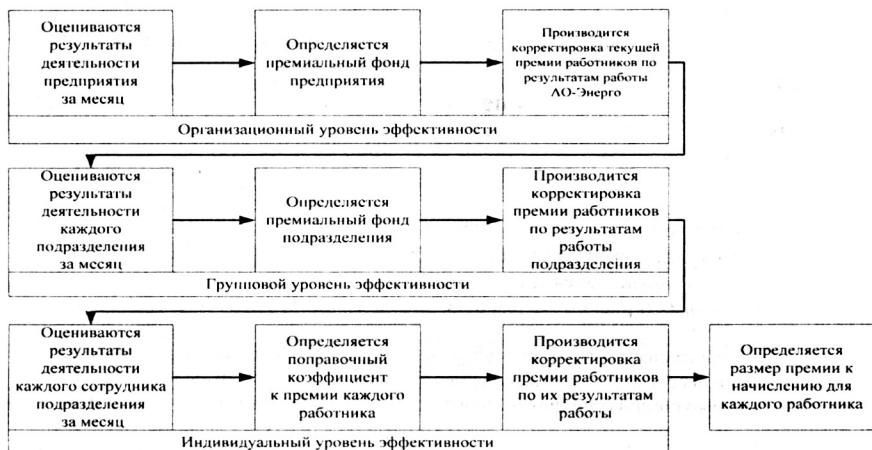 Оцениваются
результаты
деятельности
предприятия
за месяц
Определяется
премиальный фонд
предприятия
Производится
корректировка текущей
премии работников по
результатам работы
АО-Энерго
Организационный уровень эффективности
Оцениваются
результаты
деятельности
каждого
подразделения
за месяц
Определяется
премиальный фонд
подразделения
Производится
корректировка
премии работников
по результатам
работы
подразделения
Групповой уровень эффективности
Оцениваются
результаты
деятельности
каждого сотрудника
подразделения
за месяц
Определяется
поправочный
коэффициент
к премии каждого
работника
Производится
корректировка
премии работников
по их результатам
работы
Определяется
размер премии к
начислению для
каждого работника
Индивидуальный уровень эффективности